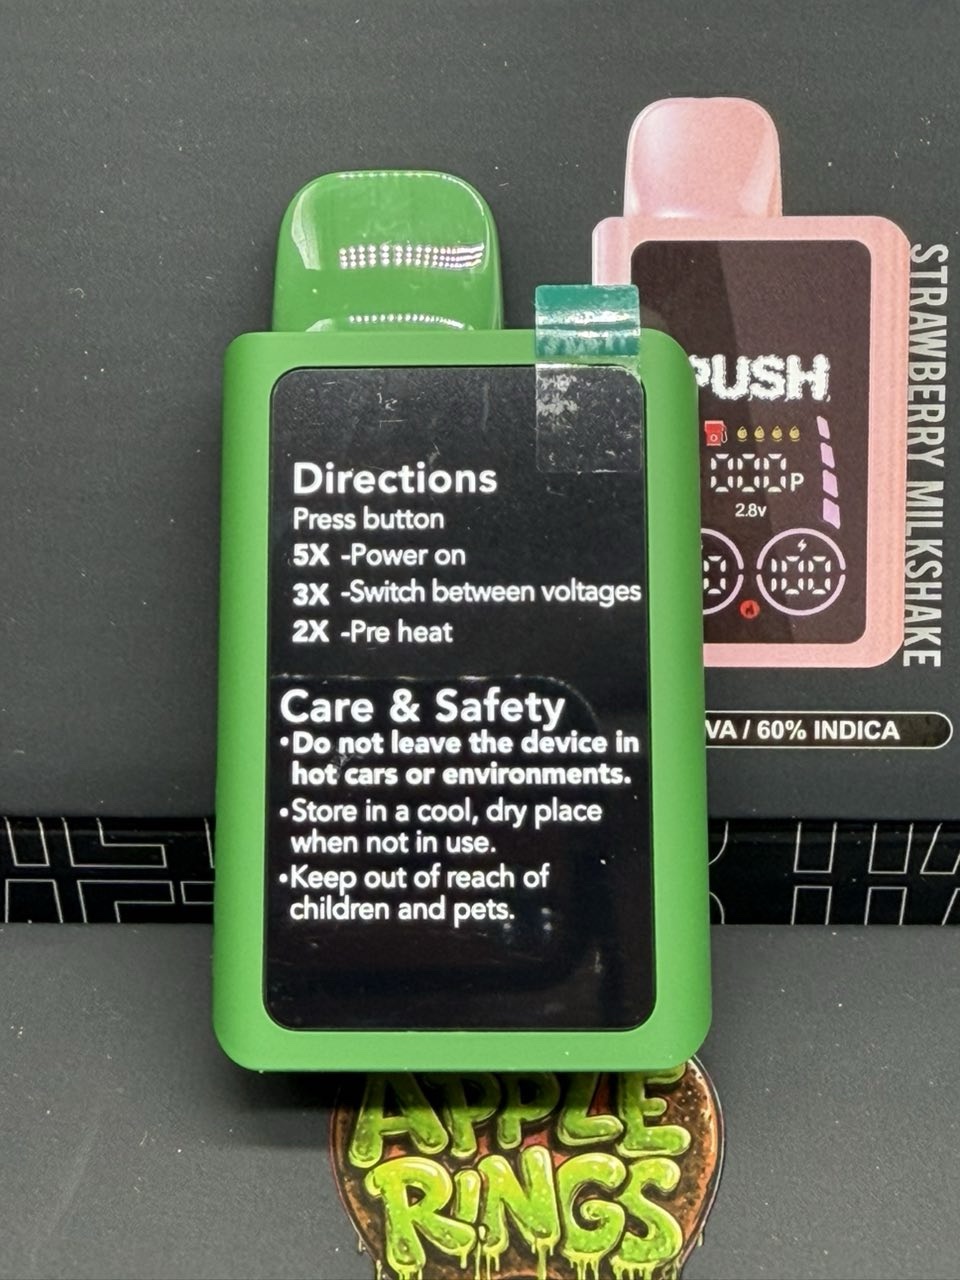 Directions
Press button
5X -Power on
3X -Switch between voltages
2X -Pre heat
Care & Safety
•Do not leave the device in
hot cars or environments.
•Store in a cool, dry place
when not in use.
•Keep out of reach of
children and pets.
PUSH
000P
2.8v
100
STRAWBERRY MILKSHAKE
VA / 60% INDICA
APPLE
RINGS